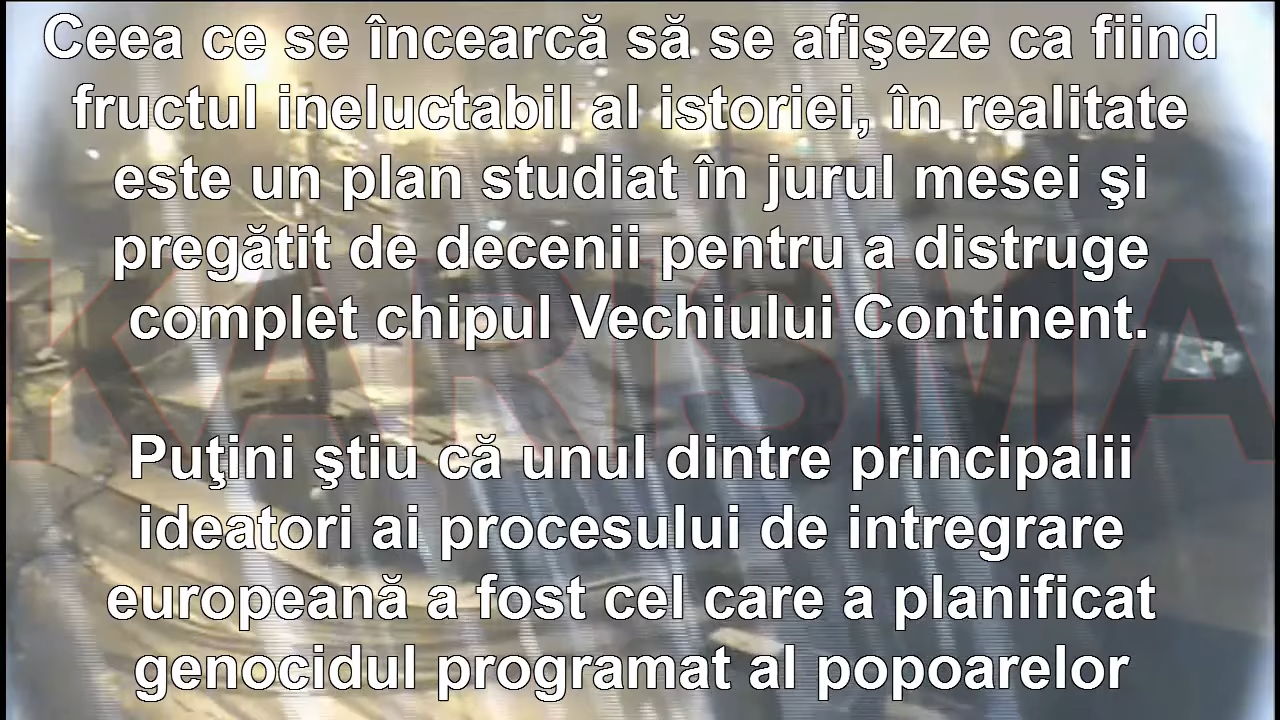 Ceea ce se încearcă să se afişeze ca fiind
fructul ineluctabil al istoriei, în realitate
este un plan studiat în jurul mesei şi
pregătit de decenii pentru a distruge
complet chipul Vechiului Continent.
KARISMA
Puţini ştiu că unul dintre principalii
ideatori ai procesului de intregrare
europeană a fost cel care a planificat
genocidul programat al popoarelor